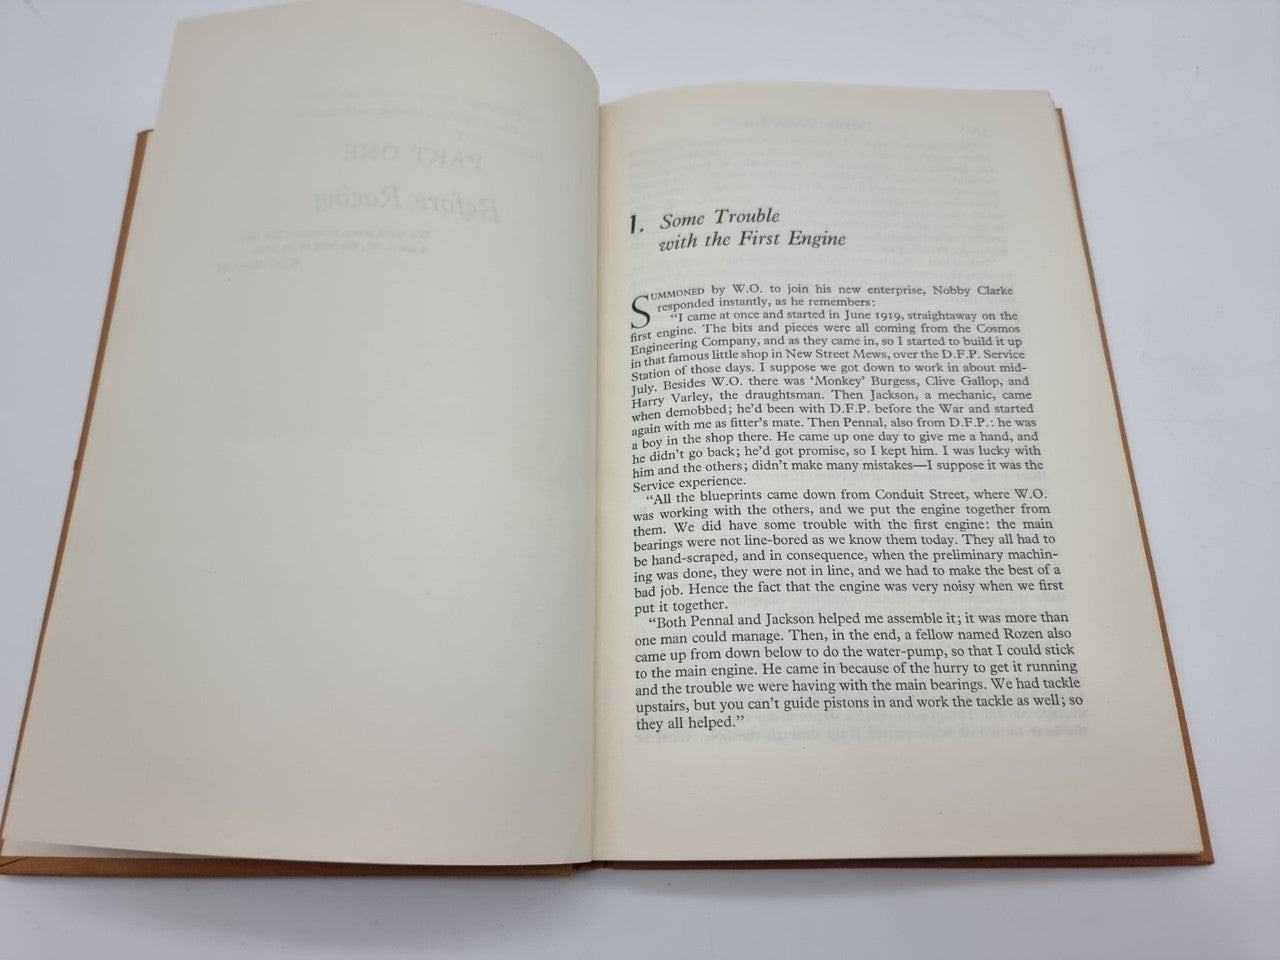 PART ONE
Before Racing
1. Some Trouble
with the First Engine
SUMMONED by W.O. to join his new enterprise, Nobby Clarke
responded instantly, as he remembers:
“I came at once and started in June 1919, straightaway on the
first engine. The bits and pieces were all coming from the Cosmos
Engineering Company, and as they came in, so I started to build it up
in that famous little shop in New Street Mews, over the D.F.P. Service
Station of those days. I suppose we got down to work in about mid-
July. Besides W.O. there was ‘Monkey’ Burgess, Clive Gallop, and
Harry Varley, the draughtsman. Then Jackson, a mechanic, came
when demobbed; he’d been with D.F.P. before the War and started
again with me as fitter’s mate. Then Pennal, also from D.F.P.: he was
a boy in the shop there. He came up one day to give me a hand, and
he didn’t go back; he’d got promise, so I kept him. I was lucky with
him and the others; didn’t make many mistakes—I suppose it was the
Service experience.
“All the blueprints came down from Conduit Street, where W.O.
was working with the others, and we put the engine together from
them. We did have some trouble with the first engine: the main
bearings were not line-bored as we know them today. They all had to
be hand-scraped, and in consequence, when the preliminary machin-
ing was done, they were not in line, and we had to make the best of a
bad job. Hence the fact that the engine was very noisy when we first
put it together.
“Both Pennal and Jackson helped me assemble it; it was more than
one man could manage. Then, in the end, a fellow named Rozen also
came up from down below to do the water-pump, so that I could stick
to the main engine. He came in because of the hurry to get it running
and the trouble we were having with the main bearings. We had tackle
upstairs, but you can’t guide pistons in and work the tackle as well; so
they all helped.”